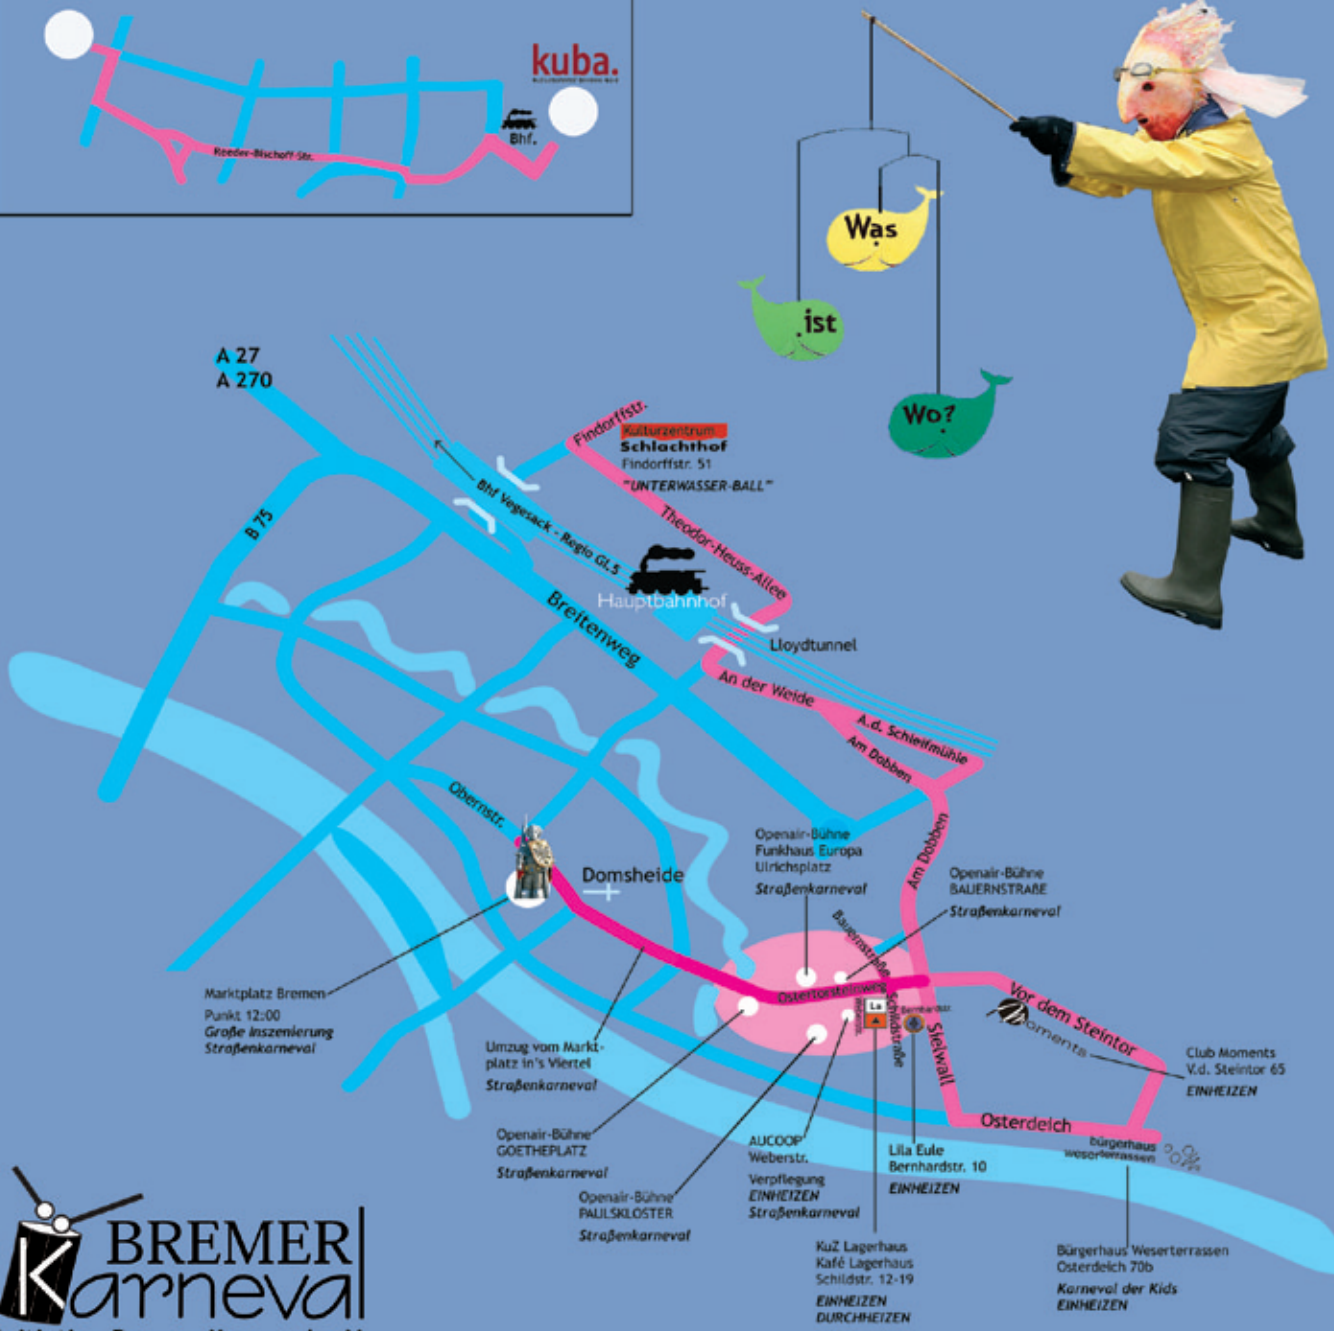 kuba.
Bhf.
Reeder-Bischoff-Str.
Was
ist
Wo?
A 27
A 270
B 75
Findorffstr.
Kulturzentrum
Schlachthof
Findorffstr. 51
"UNTERWASSER-BALL"
Bhf Vegesack - Regio Gl.5
Theodor-Heuss-Allee
Hauptbahnhof
Breitenweg
Lloydtunnel
An der Weide
A.d. Schleifmühle
Am Dobben
Am Dobben
Obernstr.
Domsheide
Openair-Bühne
Funkhaus Europa
Ulrichsplatz
Straßenkarneval
Openair-Bühne
BAUERNSTRAßE
Straßenkarneval
Bauernstraße
Ostertorsteinweg
La
Schildstraße
Bernhardstr.
Sielwall
Vor dem Steintor
moments
Club Moments
V.d. Steintor 65
EINHEIZEN
Osterdeich
bürgerhaus
weserterrassen
Marktplatz Bremen
Punkt 12:00
Große Inszenierung
Straßenkarneval
Umzug vom Markt-
platz in's Viertel
Straßenkarneval
Openair-Bühne
GOETHEPLATZ
Straßenkarneval
Openair-Bühne
PAULSKLOSTER
Straßenkarneval
AUCOOP
Weberstr.
Verpflegung
EINHEIZEN
Straßenkarneval
Lila Eule
Bernhardstr. 10
EINHEIZEN
KuZ Lagerhaus
Kafé Lagerhaus
Schildstr. 12-19
EINHEIZEN
DURCHHEIZEN
Bürgerhaus Weserterrassen
Osterdeich 70b
Karneval der Kids
EINHEIZEN
BREMER
Karneval